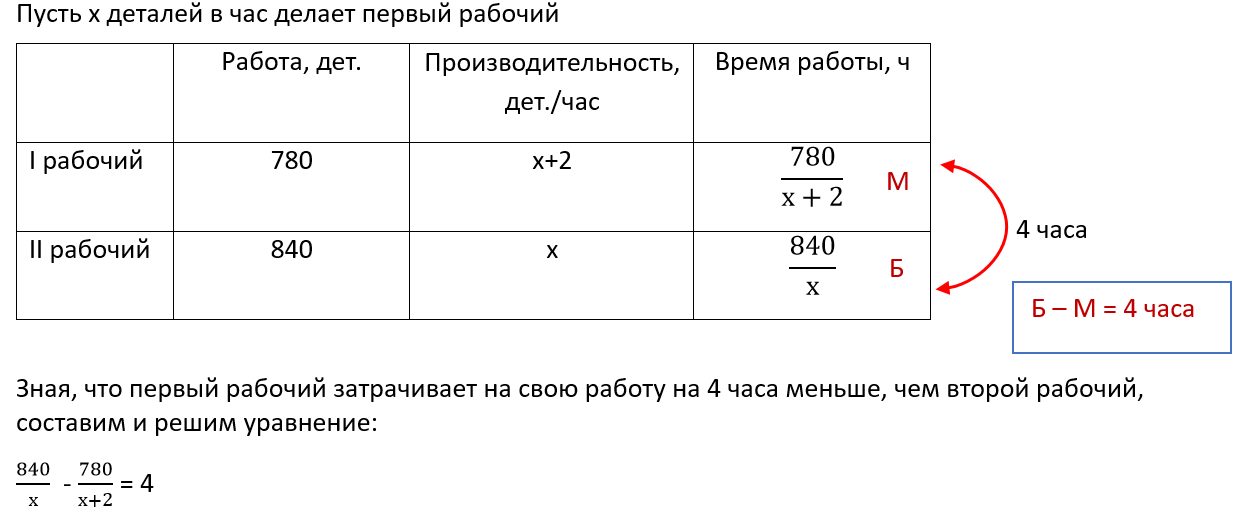 Пусть х деталей в час делает первый рабочий
Работа, дет. Производительность, дет./час Время работы, ч
I рабочий 780 х+2 780/(х + 2) М
4 часа
II рабочий 840 х 840/х Б
Б – М = 4 часа
Зная, что первый рабочий затрачивает на свою работу на 4 часа меньше, чем второй рабочий,
составим и решим уравнение:
840/х - 780/(х+2) = 4